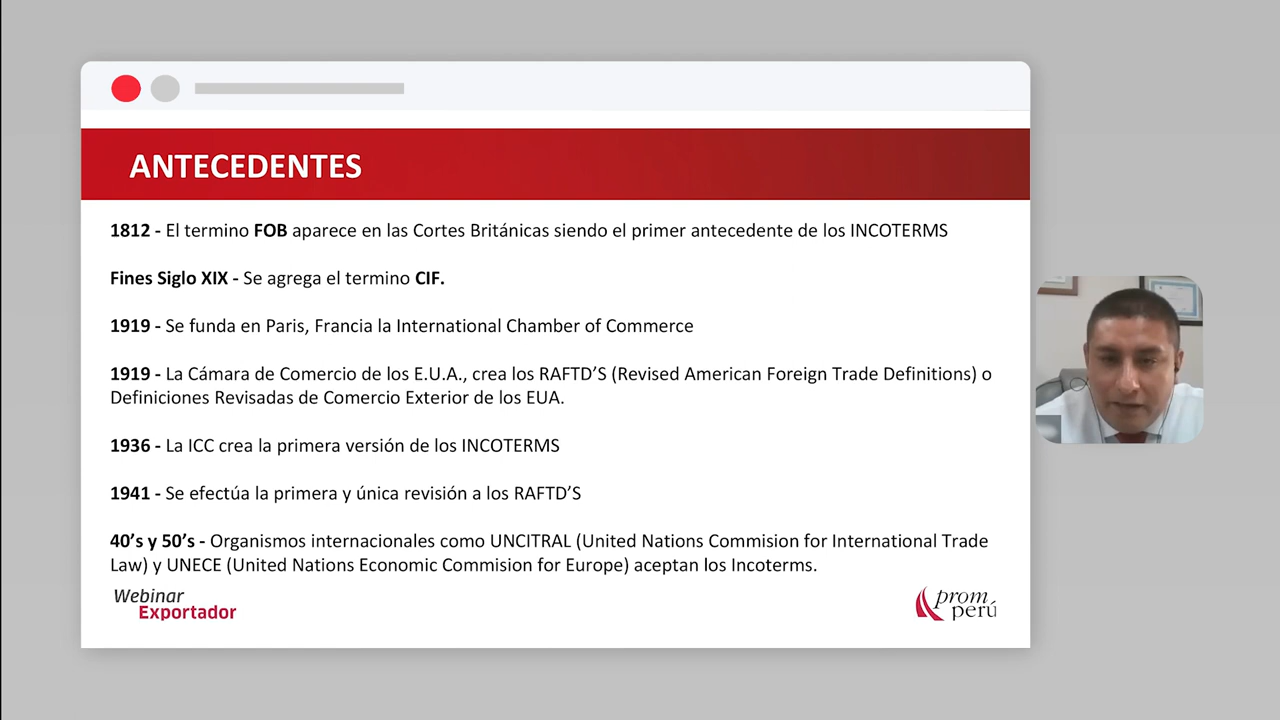 ANTECEDENTES
1812 - El termino FOB aparece en las Cortes Británicas siendo el primer antecedente de los INCOTERMS
Fines Siglo XIX - Se agrega el termino CIF.
1919 - Se funda en Paris, Francia la International Chamber of Commerce
1919 - La Cámara de Comercio de los E.U.A., crea los RAFTD’S (Revised American Foreign Trade Definitions) o
Definiciones Revisadas de Comercio Exterior de los EUA.
1936 - La ICC crea la primera versión de los INCOTERMS
1941 - Se efectúa la primera y única revisión a los RAFTD’S
40’s y 50’s - Organismos internacionales como UNCITRAL (United Nations Commision for International Trade
Law) y UNECE (United Nations Economic Commision for Europe) aceptan los Incoterms.
Webinar
Exportador
prom
perú